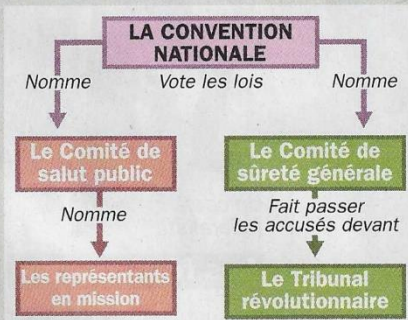 LA CONVENTION
NATIONALE
Nomme
Vote les lois
Nomme
Le Comité de
salut public
Le Comité de
sûreté générale
Nomme
Fait passer
les accusés devant
Les représentants
en mission
Le Tribunal
révolutionnaire